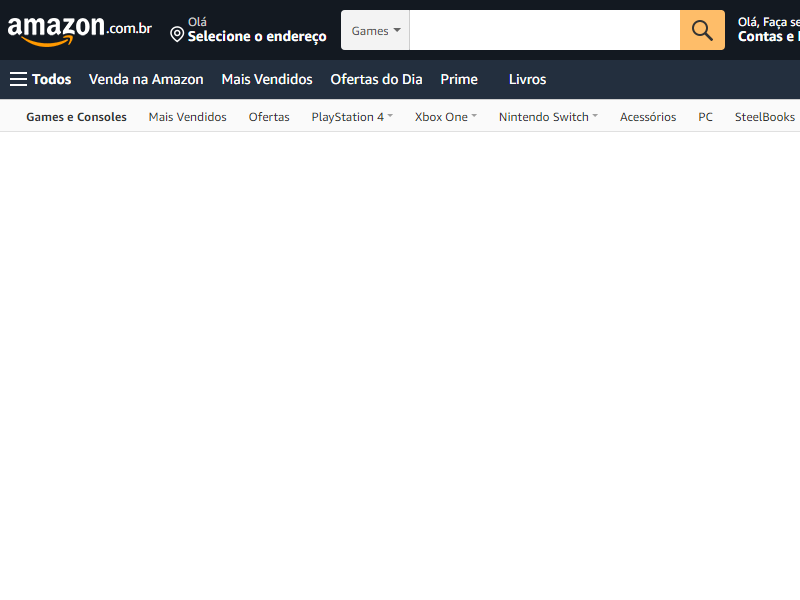 amazon.com.br
Olá
Selecione o endereço
Games
Olá, Faça se
Contas e
Todos
Venda na Amazon
Mais Vendidos
Ofertas do Dia
Prime
Livros
Games e Consoles
Mais Vendidos
Ofertas
PlayStation 4
Xbox One
Nintendo Switch
Acessórios
PC
SteelBooks